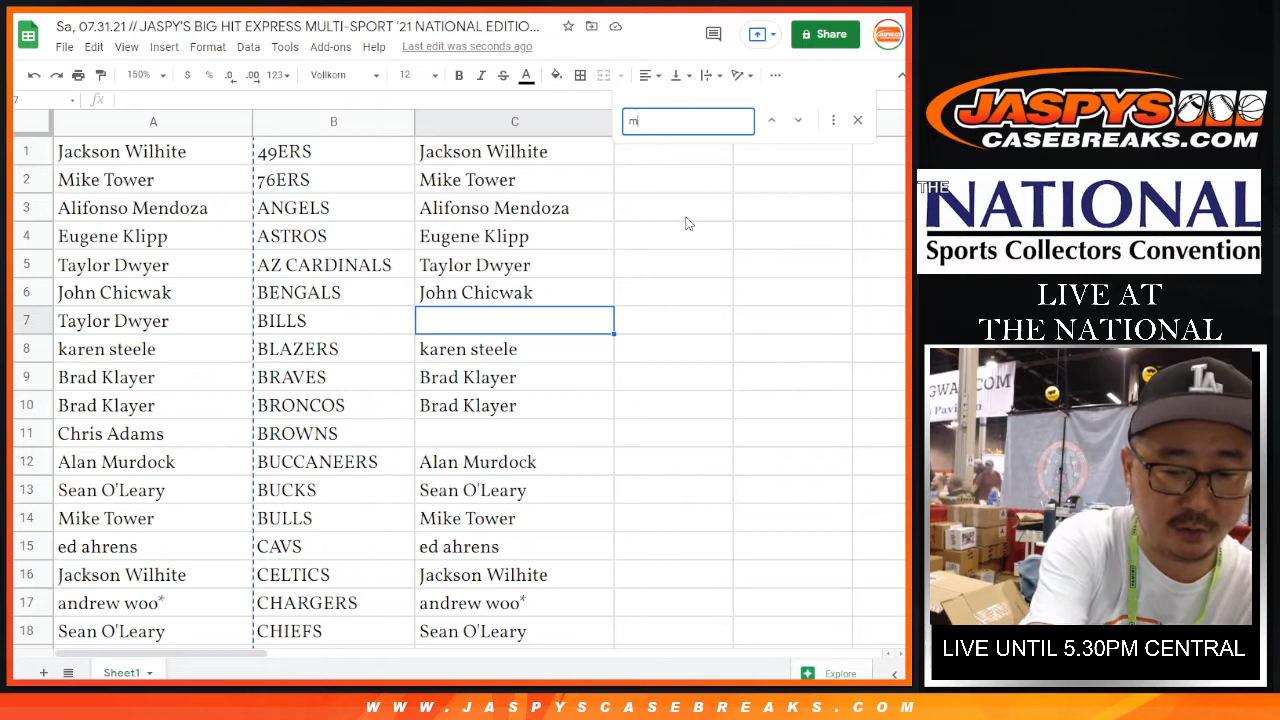 Sa, 07.31.21 // JASPY'S BIG HIT EXPRESS MULTI-SPORT '21 NATIONAL EDITIO...
File Edit View Insert Format Data Tools Add-ons Help Last edit was seconds ago
Share
150% $ % .0 .00 123 Vollkorn 12 B I S A
7 fx
m
A B C
1 Jackson Wilhite 49ERS Jackson Wilhite
2 Mike Tower 76ERS Mike Tower
3 Alifonso Mendoza ANGELS Alifonso Mendoza
4 Eugene Klipp ASTROS Eugene Klipp
5 Taylor Dwyer AZ CARDINALS Taylor Dwyer
6 John Chicwak BENGALS John Chicwak
7 Taylor Dwyer BILLS
8 karen steele BLAZERS karen steele
9 Brad Klayer BRAVES Brad Klayer
10 Brad Klayer BRONCOS Brad Klayer
11 Chris Adams BROWNS
12 Alan Murdock BUCCANEERS Alan Murdock
13 Sean O'Leary BUCKS Sean O'Leary
14 Mike Tower BULLS Mike Tower
15 ed ahrens CAVS ed ahrens
16 Jackson Wilhite CELTICS Jackson Wilhite
17 andrew woo* CHARGERS andrew woo*
18 Sean O'Leary CHIEFS Sean O'Leary
Sheet1
Explore
JASPYS
CASEBREAKS.COM
THE
NATIONAL
Sports Collectors Convention
LIVE AT
THE NATIONAL
LA
LIVE UNTIL 5.30PM CENTRAL
WWW.JASPYSCASEBREAKS.COM